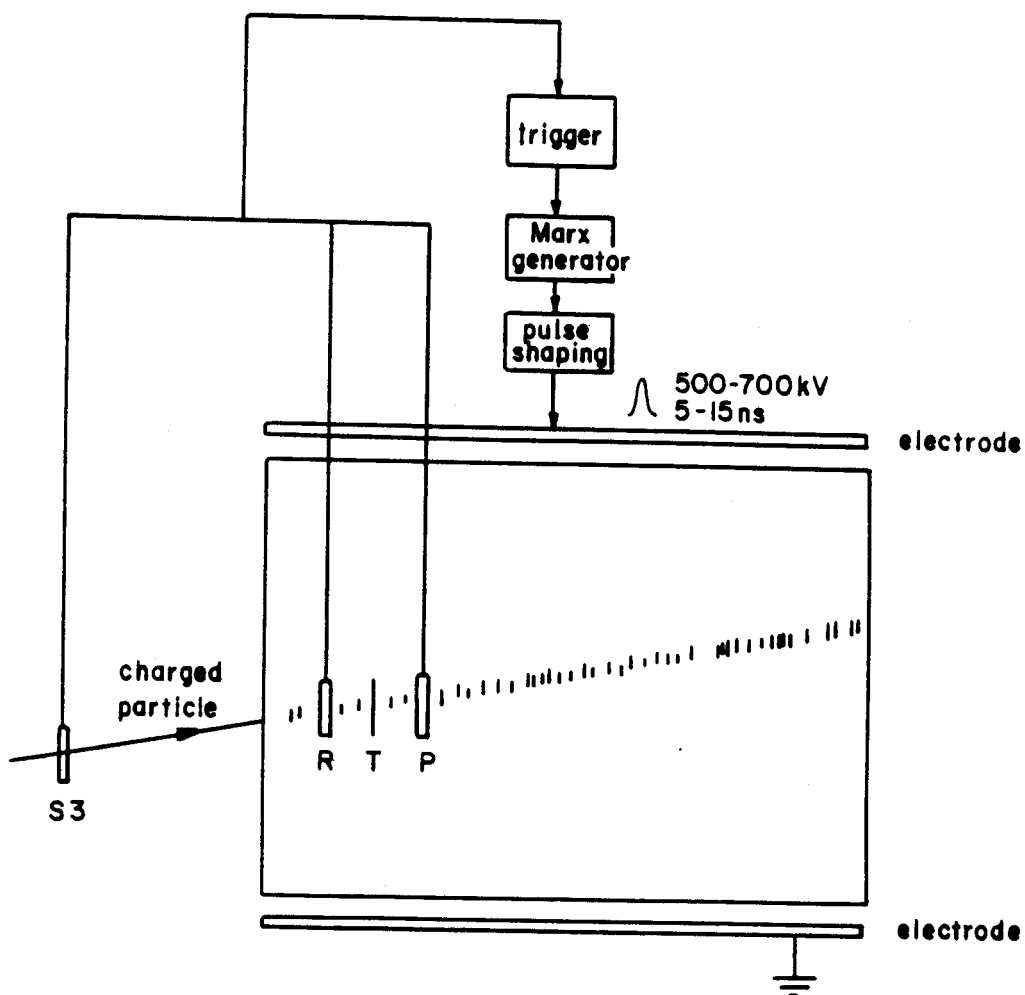 trigger
Marx
generator
pulse
shaping
500-700kV
5-15ns
electrode
charged
particle
R T P
S3
electrode